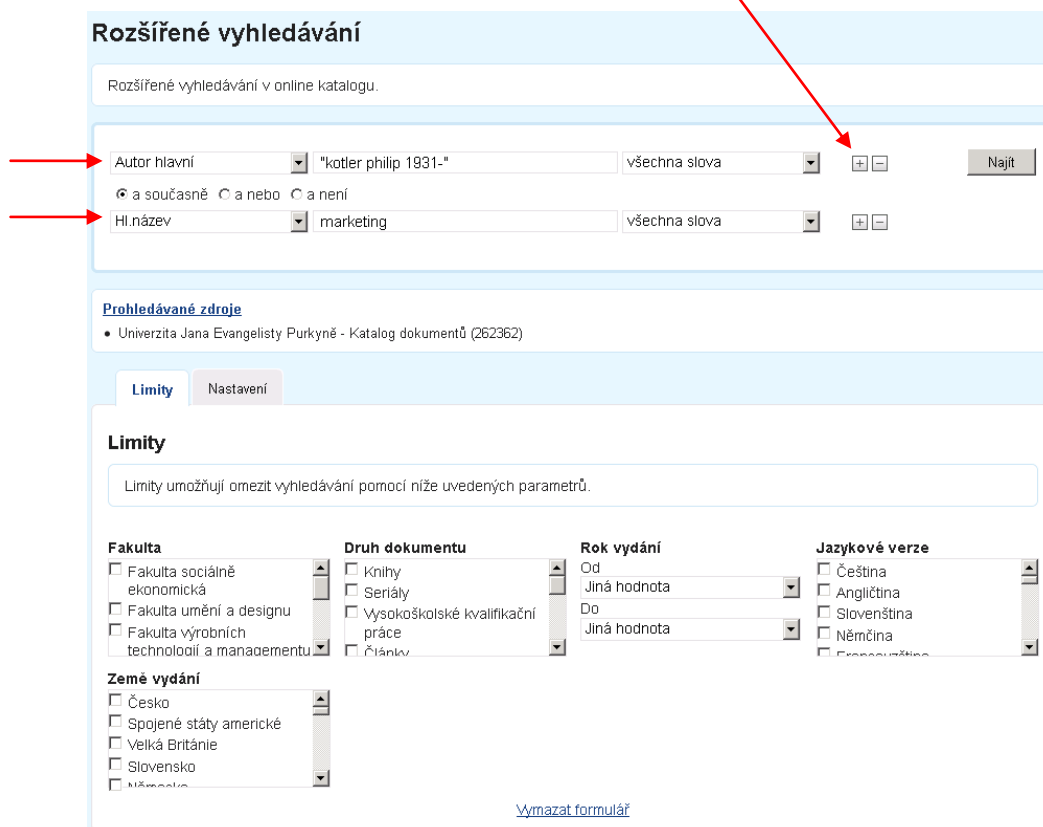 Rozšířené vyhledávání
Rozšířené vyhledávání v online katalogu.
Autor hlavní "kotler philip 1931-" všechna slova + - Najít
a současně a nebo a není
Hl.název marketing všechna slova + -
Prohledávané zdroje
• Univerzita Jana Evangelisty Purkyně - Katalog dokumentů (262362)
Limity Nastavení
Limity
Limity umožňují omezit vyhledávání pomocí níže uvedených parametrů.
Fakulta Druh dokumentu Rok vydání Jazykové verze
Fakulta sociálně
ekonomická
Fakulta umění a designu
Fakulta výrobních
technologií a managementu
Knihy
Seriály
Vysokoškolské kvalifikační
práce
Články
Od
Jiná hodnota
Do
Jiná hodnota
Čeština
Angličtina
Slovenština
Němčina
Francouzština
Země vydání
Česko
Spojené státy americké
Velká Británie
Slovensko
Německo
Vymazat formulář